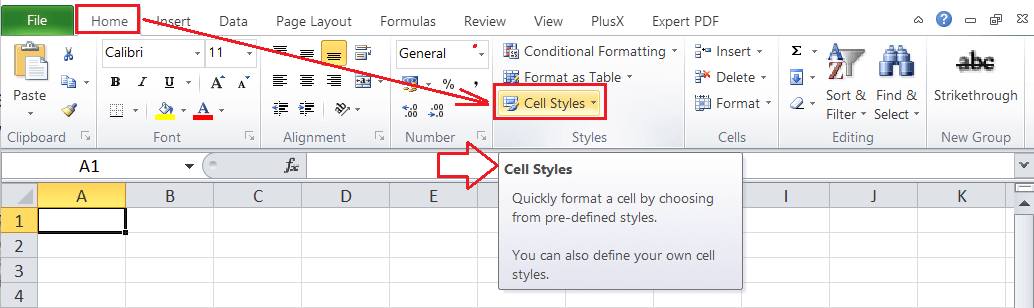 File Home Insert Data Page Layout Formulas Review View PlusX Expert PDF
Calibri 11 General Conditional Formatting Insert Σ abc
Paste B I U A A % , Format as Table Delete Sort & Filter Find & Select Strikethrough
A .00 .0 Cell Styles Format
Clipboard Font Alignment Number Styles Cells Editing New Group
A1 fx
Cell Styles
A B C D E I J K
Quickly format a cell by choosing
from pre-defined styles.
1
2
You can also define your own cell
styles.
3
4